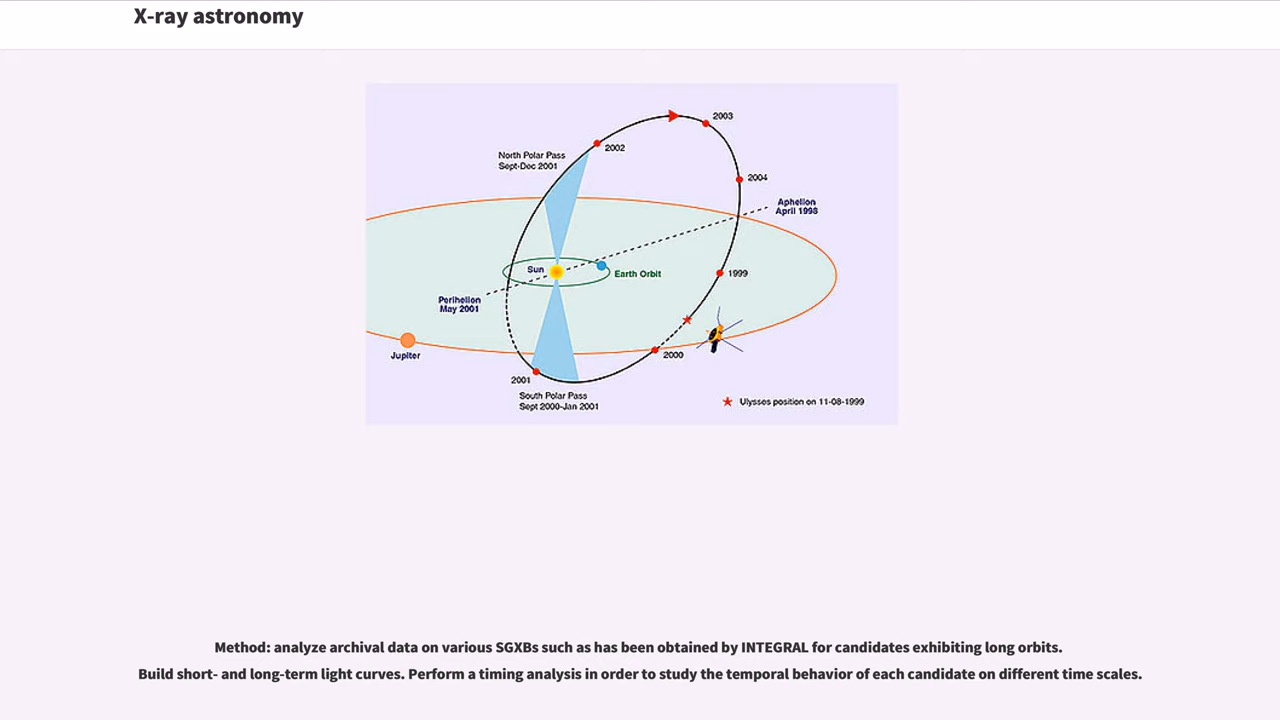 X-ray astronomy
2003
2002
North Polar Pass
Sept-Dec 2001
2004
Aphelion
April 1998
Sun
Earth Orbit
1999
Perihelion
May 2001
Jupiter
2000
2001
South Polar Pass
Sept 2000-Jan 2001
Ulysses position on 11-08-1999
Method: analyze archival data on various SGXBs such as has been obtained by INTEGRAL for candidates exhibiting long orbits.
Build short- and long-term light curves. Perform a timing analysis in order to study the temporal behavior of each candidate on different time scales.